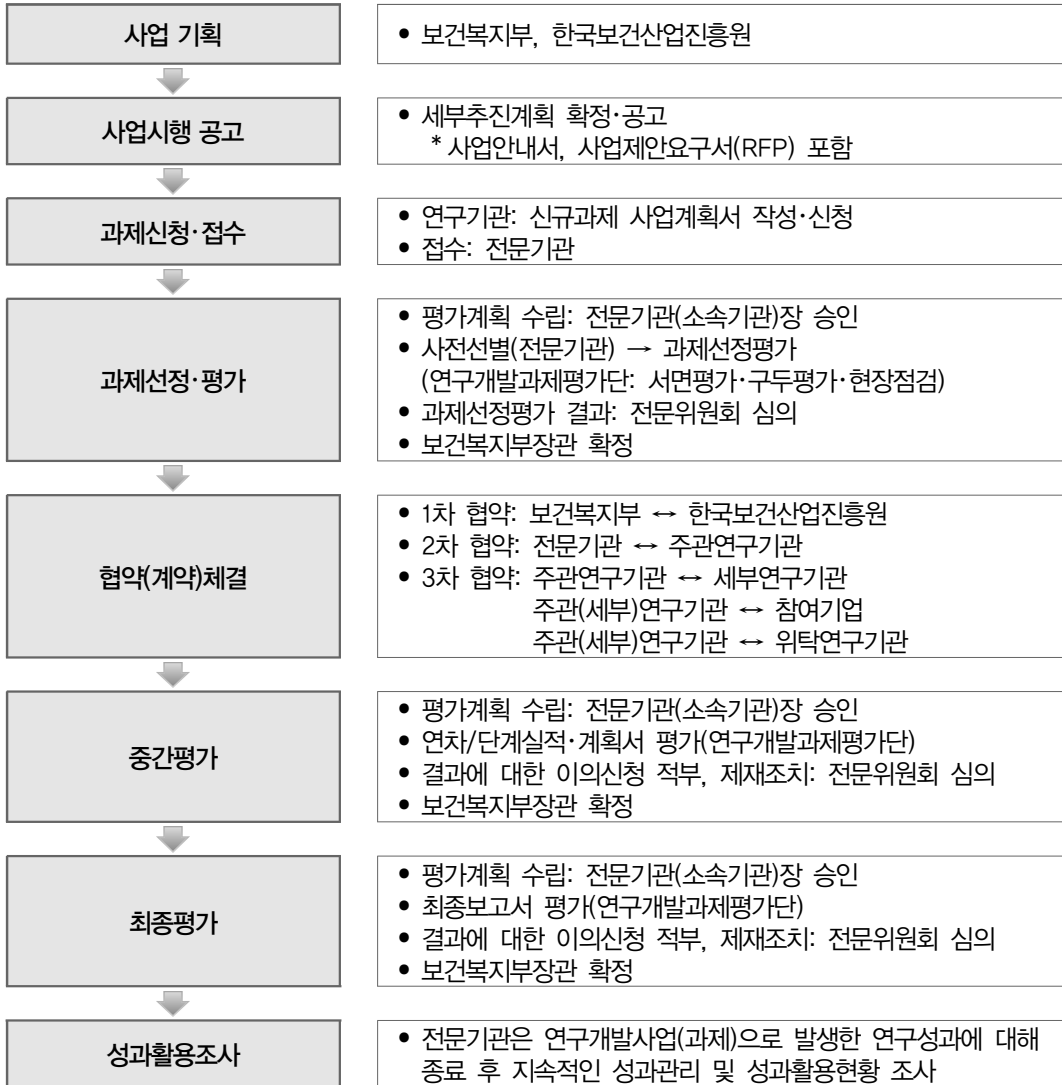 사업 기획
• 보건복지부, 한국보건산업진흥원
사업시행 공고
• 세부추진계획 확정·공고
* 사업안내서, 사업제안요구서(RFP) 포함
과제신청·접수
• 연구기관: 신규과제 사업계획서 작성·신청
• 접수: 전문기관
과제선정·평가
• 평가계획 수립: 전문기관(소속기관)장 승인
• 사전선별(전문기관) → 과제선정평가
(연구개발과제평가단: 서면평가·구두평가·현장점검)
• 과제선정평가 결과: 전문위원회 심의
• 보건복지부장관 확정
협약(계약)체결
• 1차 협약: 보건복지부 ↔ 한국보건산업진흥원
• 2차 협약: 전문기관 ↔ 주관연구기관
• 3차 협약: 주관연구기관 ↔ 세부연구기관
주관(세부)연구기관 ↔ 참여기업
주관(세부)연구기관 ↔ 위탁연구기관
중간평가
• 평가계획 수립: 전문기관(소속기관)장 승인
• 연차/단계실적·계획서 평가(연구개발과제평가단)
• 결과에 대한 이의신청 적부, 제재조치: 전문위원회 심의
• 보건복지부장관 확정
최종평가
• 평가계획 수립: 전문기관(소속기관)장 승인
• 최종보고서 평가(연구개발과제평가단)
• 결과에 대한 이의신청 적부, 제재조치: 전문위원회 심의
• 보건복지부장관 확정
성과활용조사
• 전문기관은 연구개발사업(과제)으로 발생한 연구성과에 대해
종료 후 지속적인 성과관리 및 성과활용현황 조사